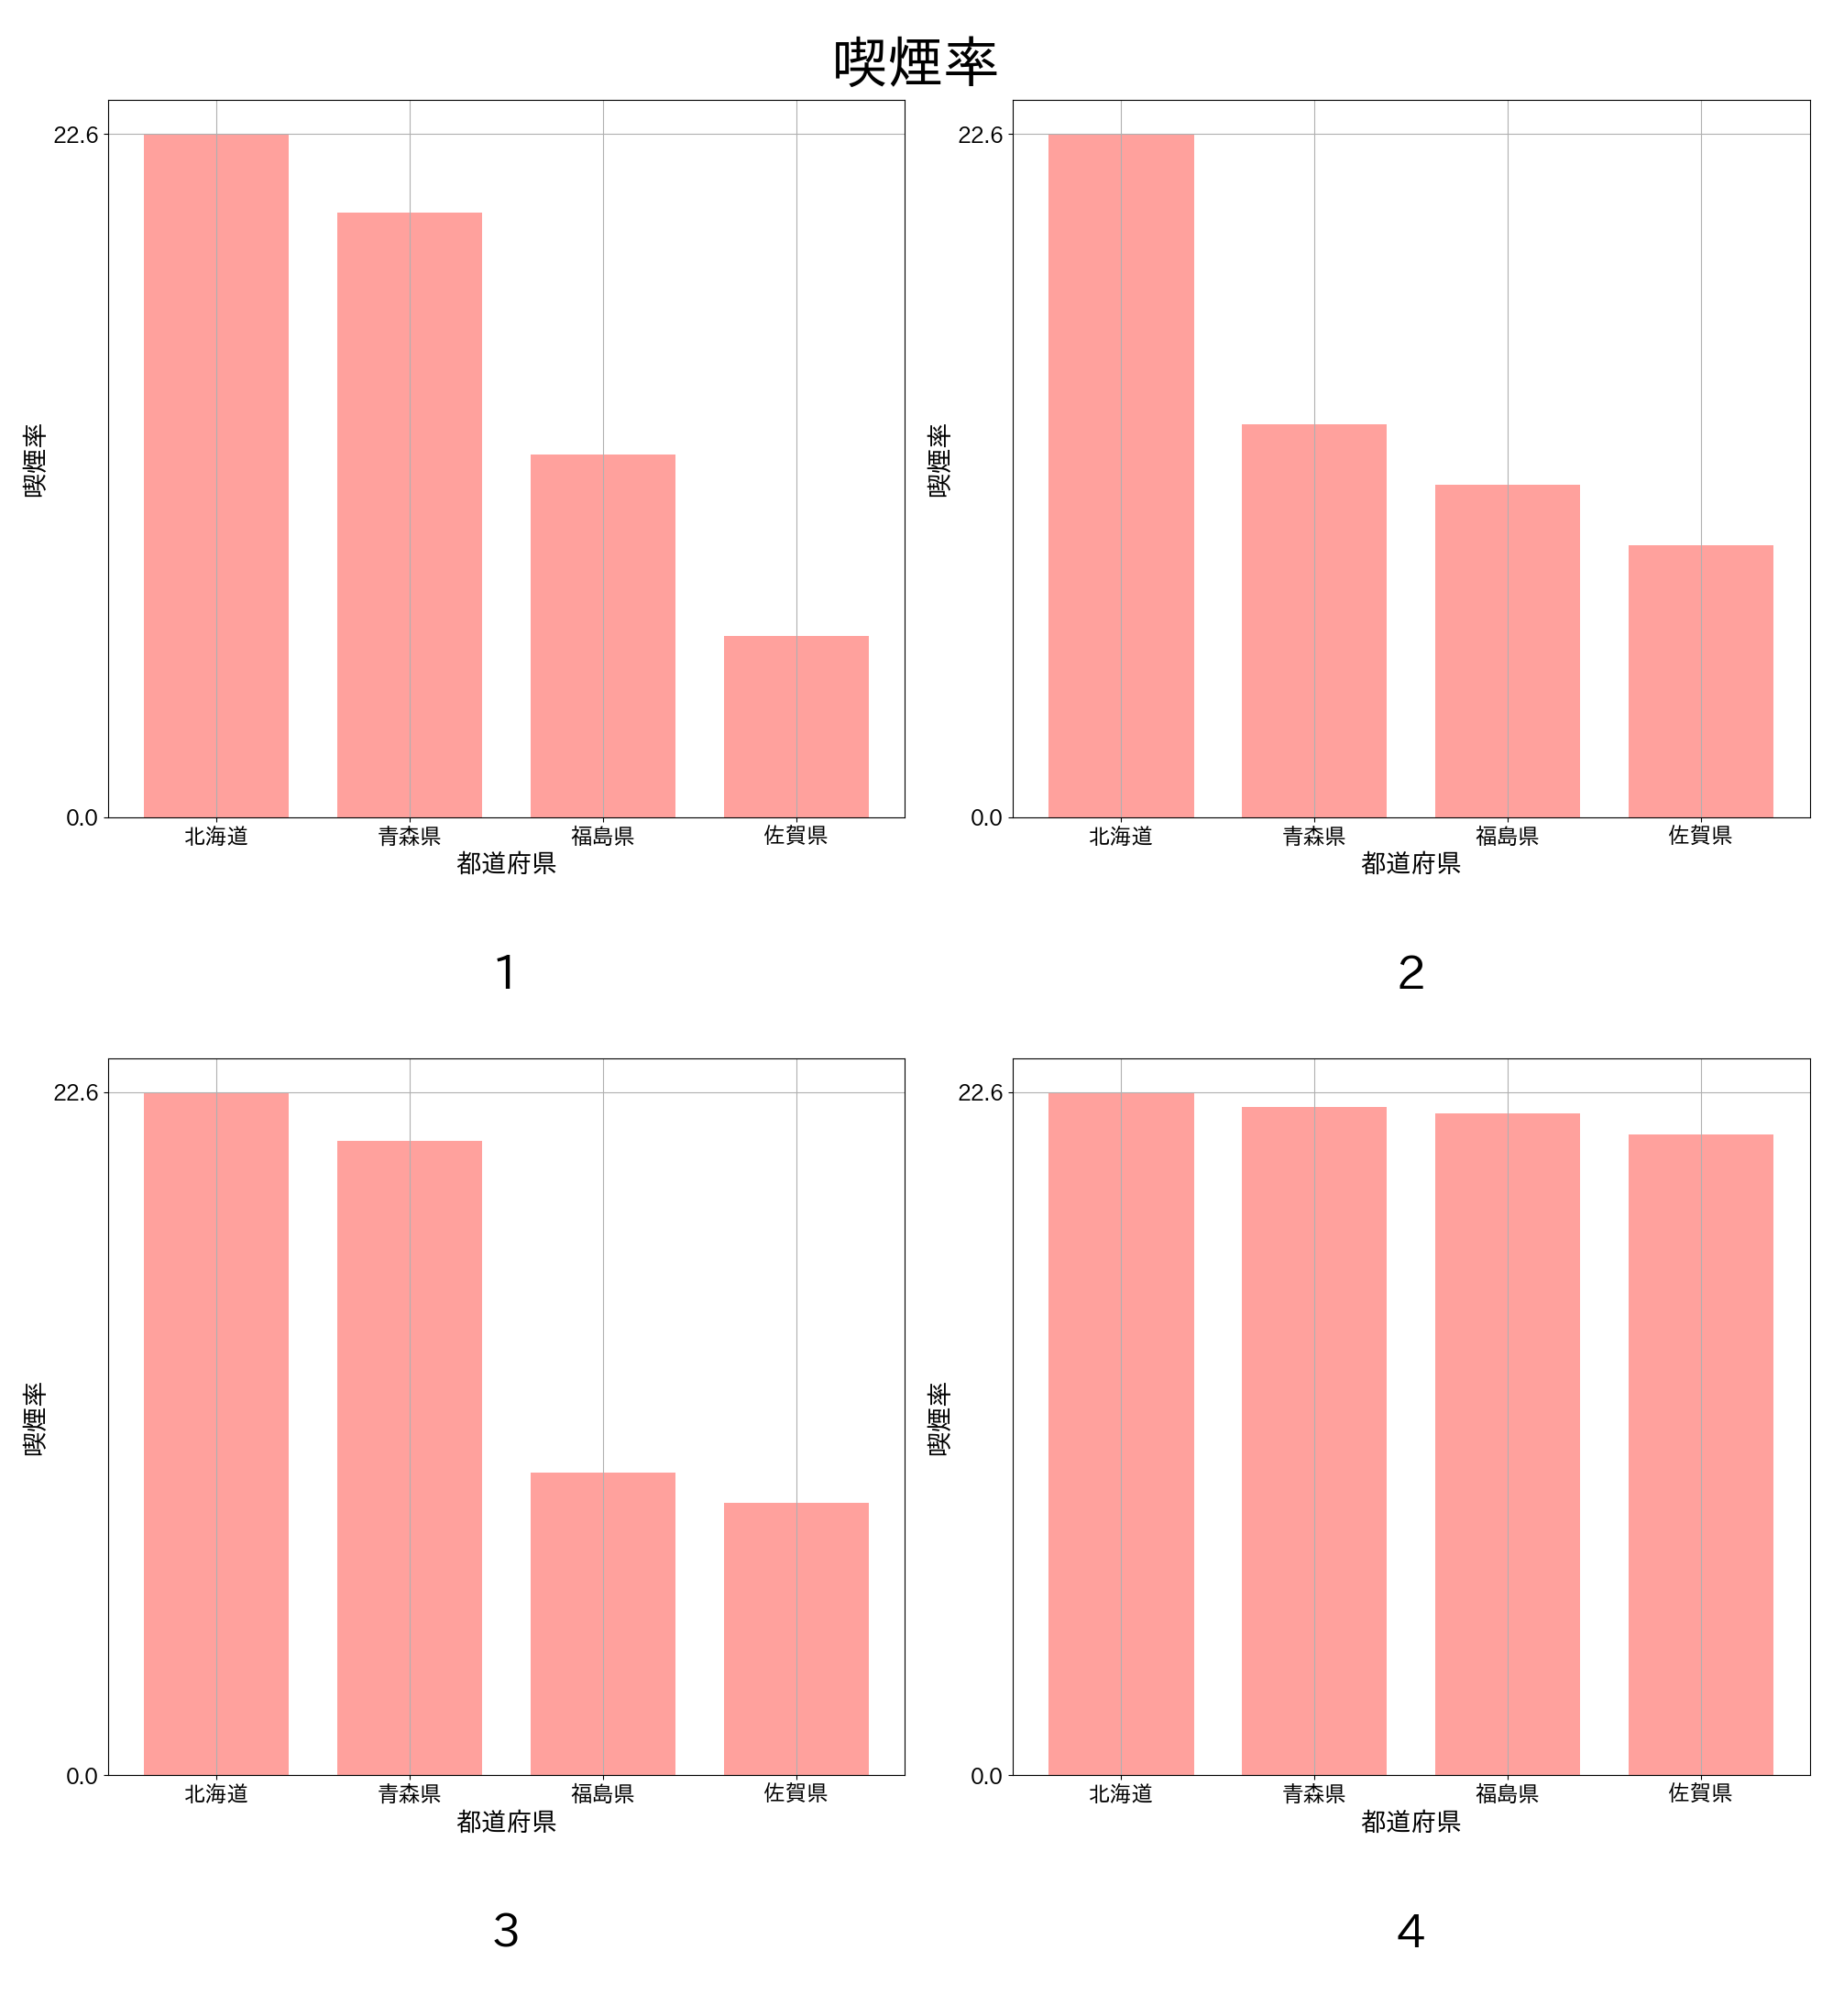 喫煙率
22.6
0.0
喫煙率
北海道 青森県 福島県 佐賀県
都道府県
1
22.6
0.0
喫煙率
北海道 青森県 福島県 佐賀県
都道府県
2
22.6
0.0
喫煙率
北海道 青森県 福島県 佐賀県
都道府県
3
22.6
0.0
喫煙率
北海道 青森県 福島県 佐賀県
都道府県
4